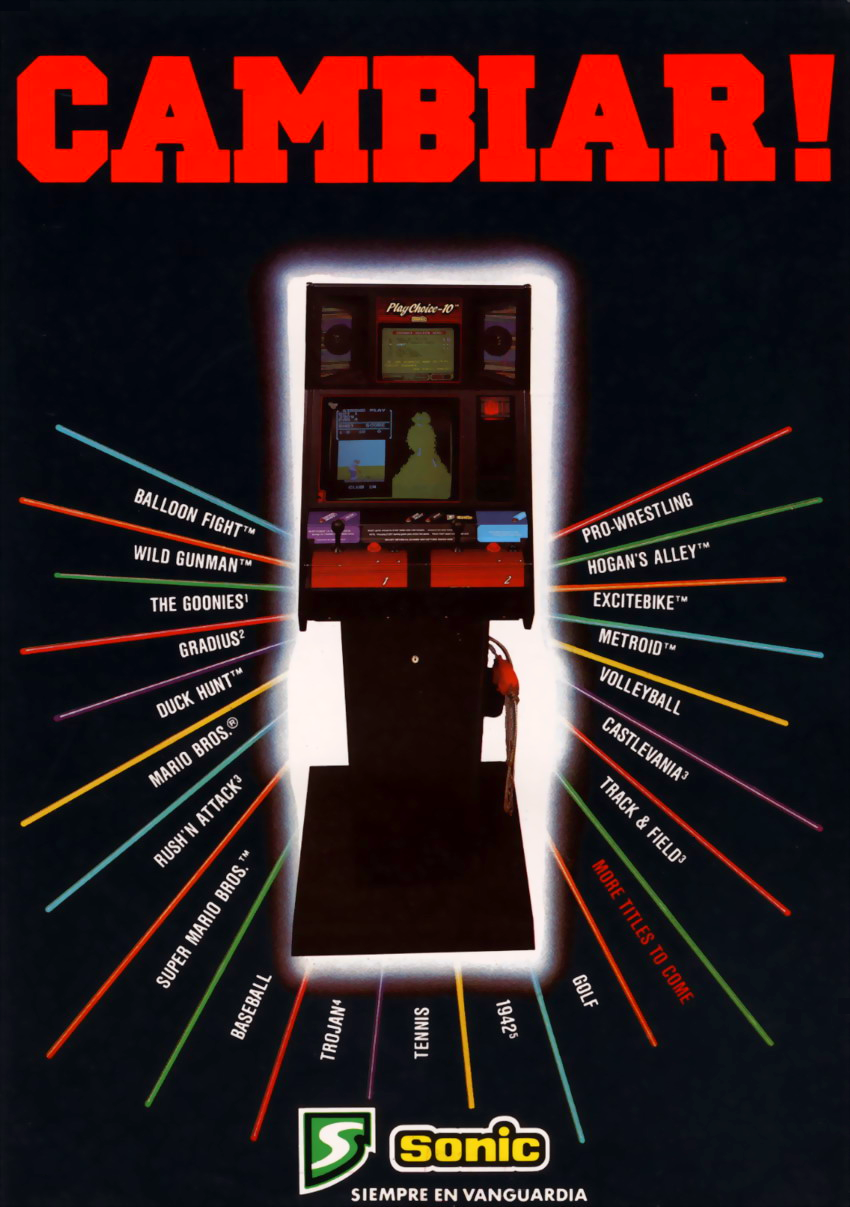 CAMBIAR!
PlayChoice-10™
BALLOON FIGHT™
WILD GUNMAN™
THE GOONIES¹
GRADIUS²
DUCK HUNT™
MARIO BROS.®
RUSH'N ATTACK³
SUPER MARIO BROS.™
BASEBALL
TROJAN⁴
TENNIS
1942⁵
GOLF
PRO-WRESTLING
HOGAN'S ALLEY™
EXCITEBIKE™
METROID™
VOLLEYBALL
CASTLEVANIA³
TRACK & FIELD³
MORE TITLES TO COME
1
2
S
Sonic
SIEMPRE EN VANGUARDIA